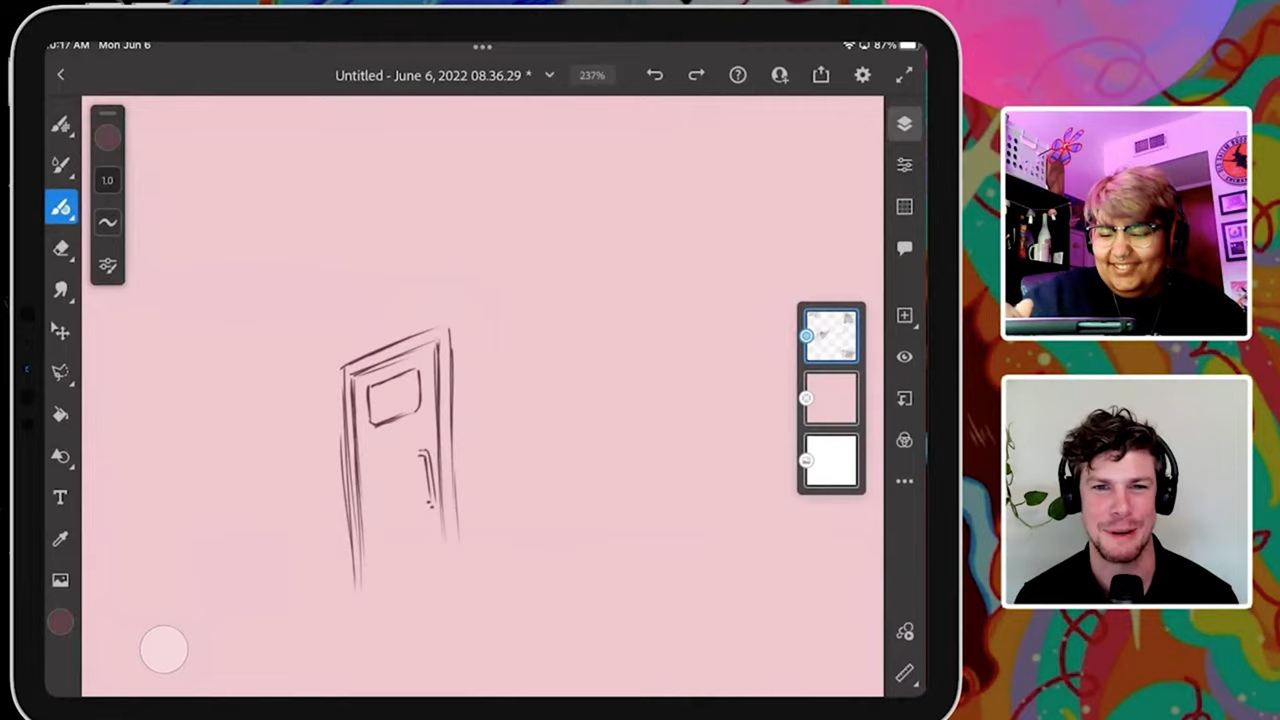 0:17 AM Mon Jun 6
87%
Untitled - June 6, 2022 08.36.29 *
237%
1.0
T